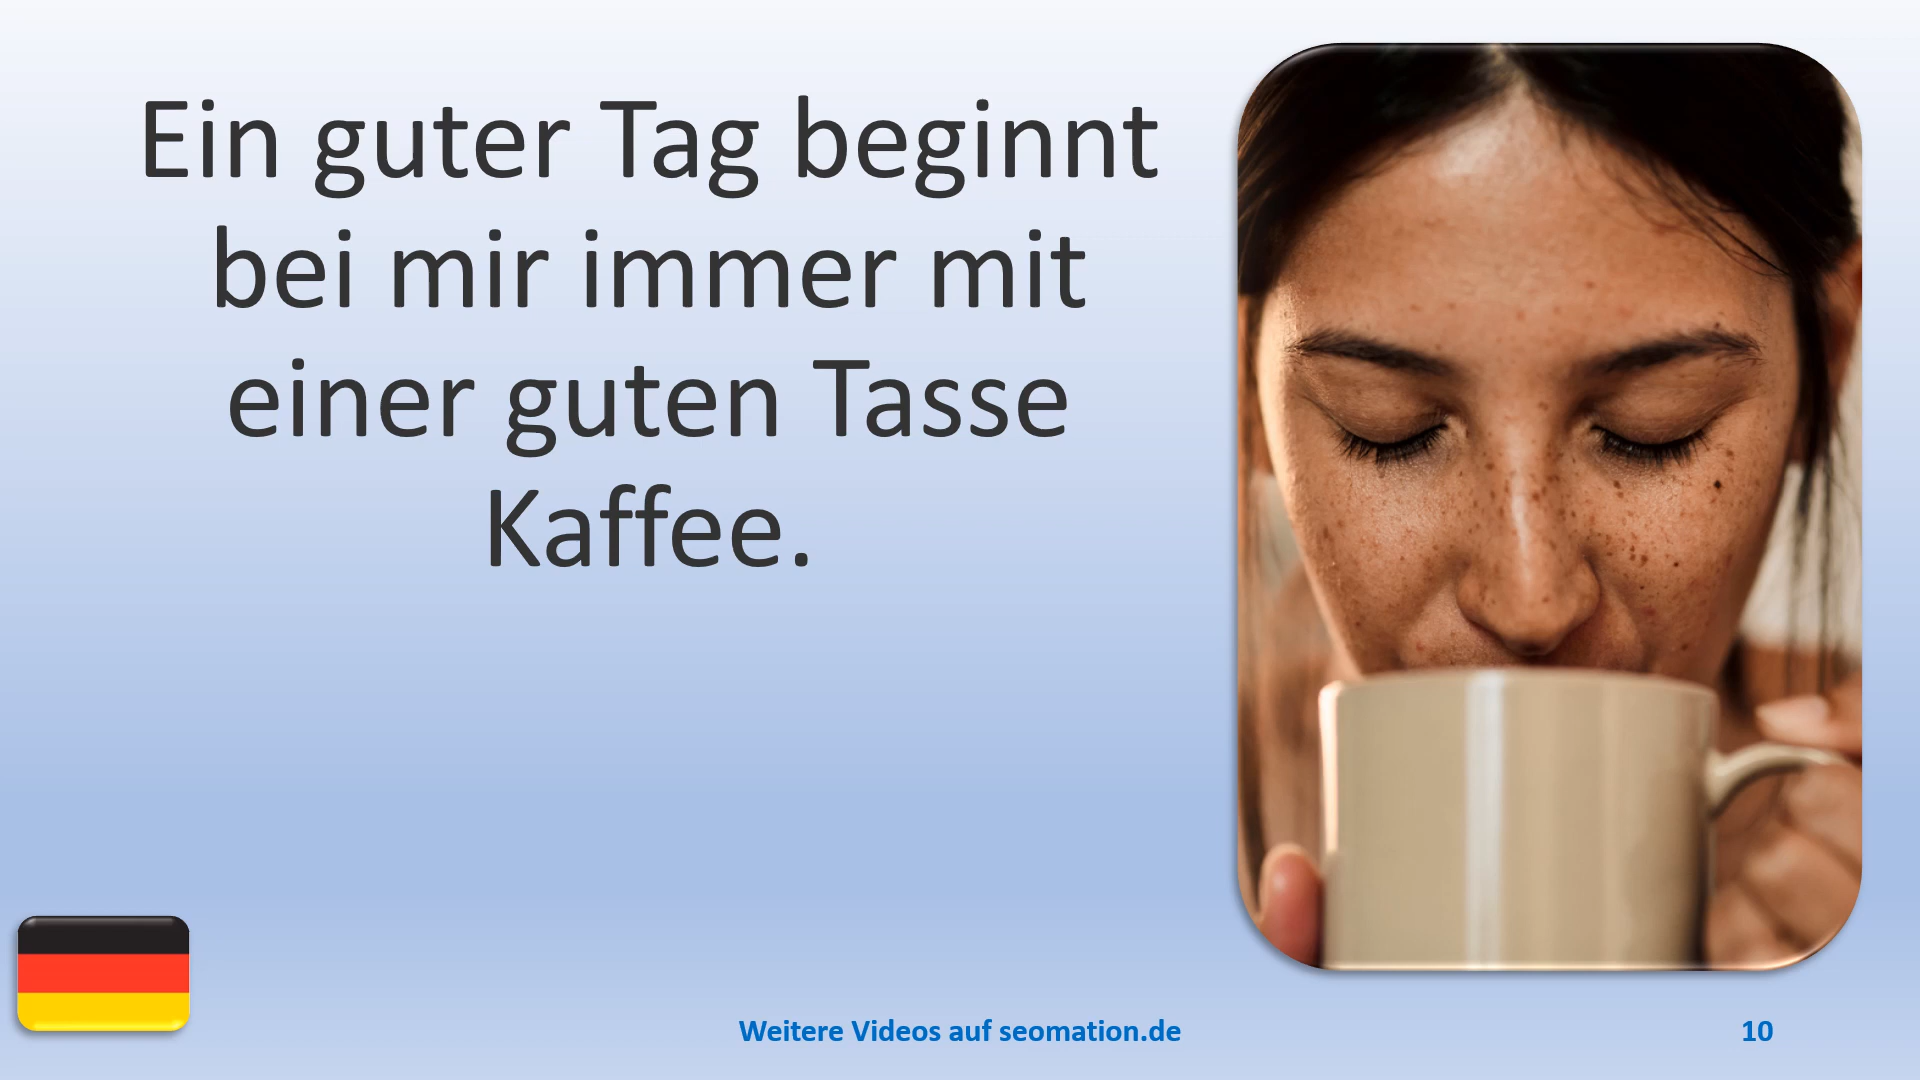 Ein guter Tag beginnt
bei mir immer mit
einer guten Tasse
Kaffee.
Weitere Videos auf seomation.de
10